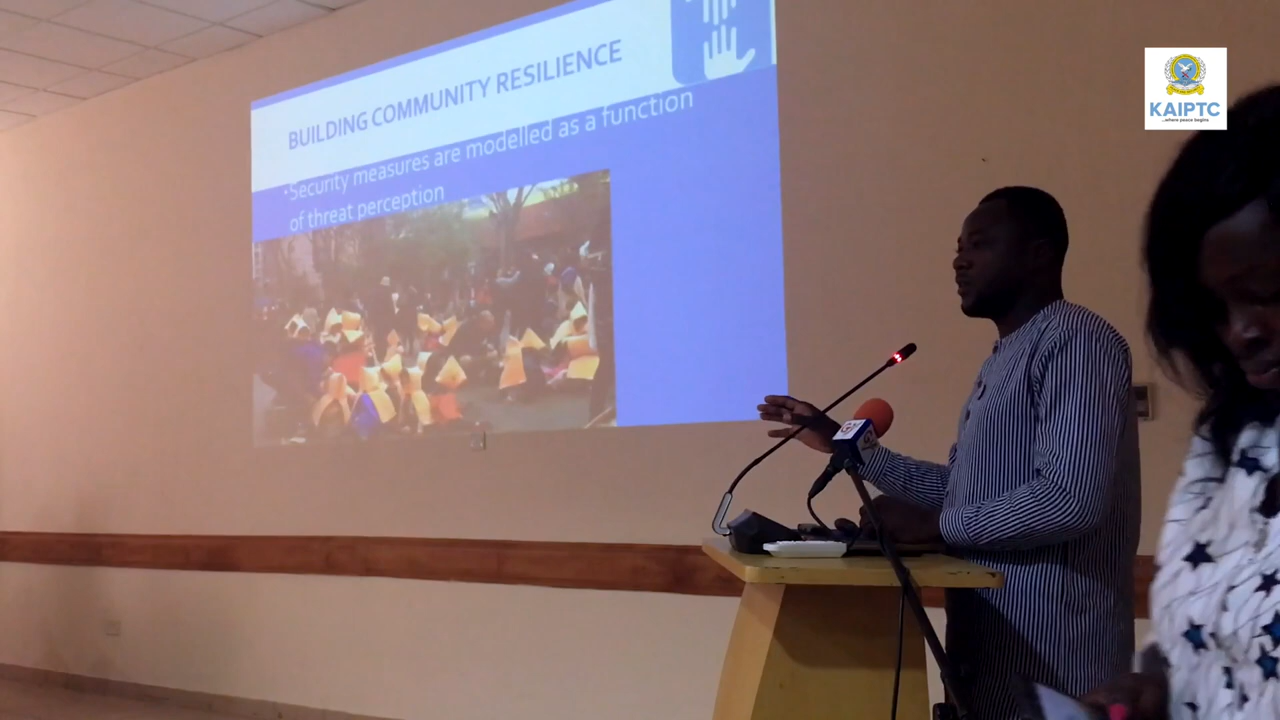 BUILDING COMMUNITY RESILIENCE
•Security measures are modelled as a function
of threat perception
KAIPTC
...where peace begins